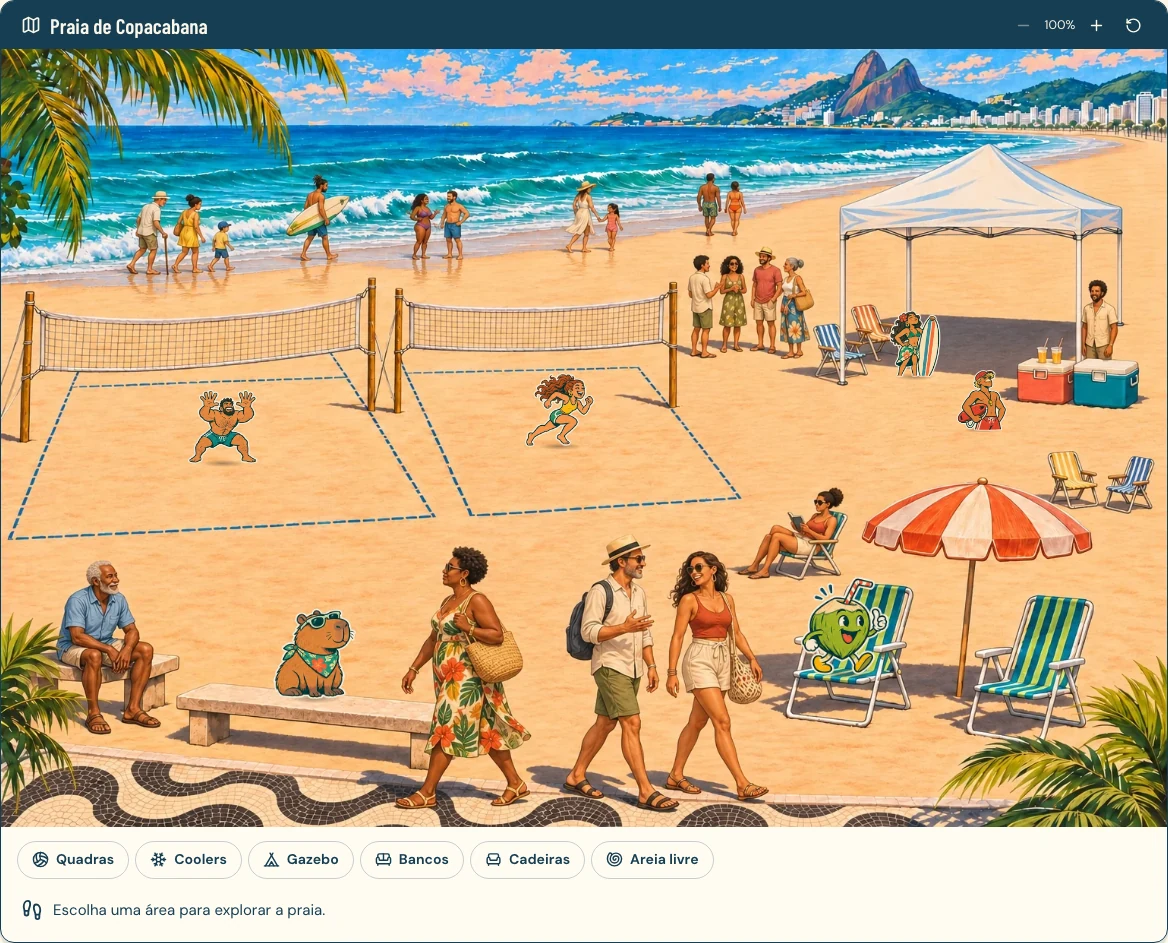 Praia de Copacabana
100%
Quadras
Coolers
Gazebo
Bancos
Cadeiras
Areia livre
Escolha uma área para explorar a praia.